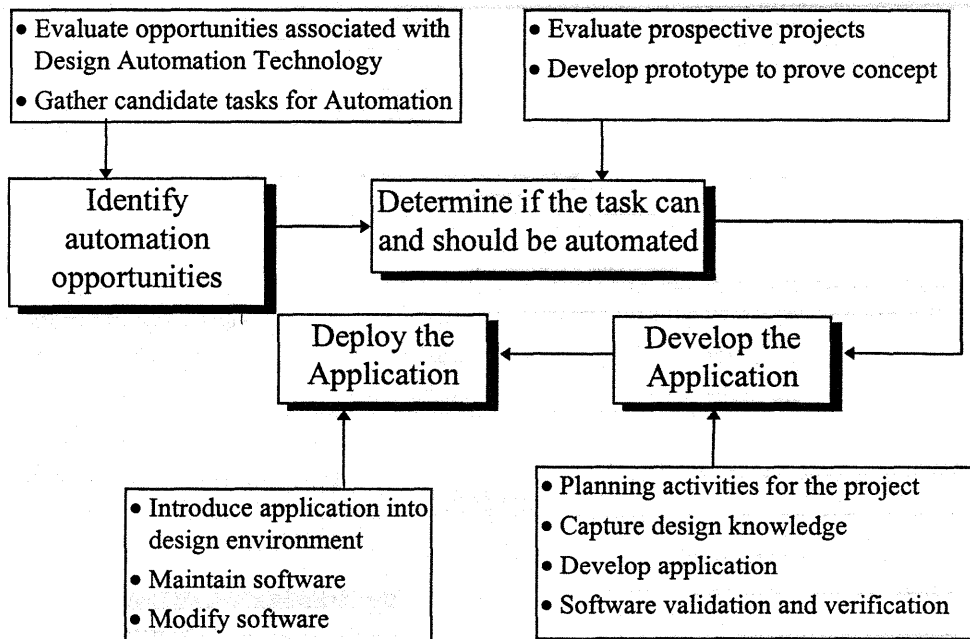 • Evaluate opportunities associated with
Design Automation Technology
• Gather candidate tasks for Automation
• Evaluate prospective projects
• Develop prototype to prove concept
Identify
automation
opportunities
Determine if the task can
and should be automated
Deploy the
Application
Develop the
Application
• Introduce application into
design environment
• Maintain software
• Modify software
• Planning activities for the project
• Capture design knowledge
• Develop application
• Software validation and verification